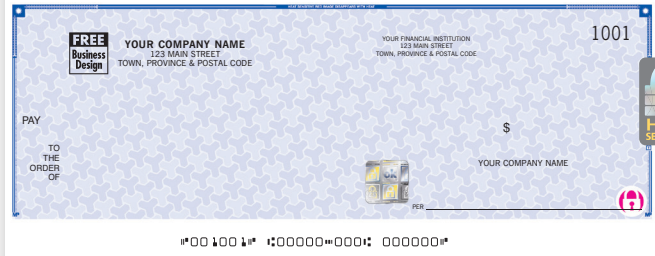 FREE
Business
Design
YOUR COMPANY NAME
123 MAIN STREET
TOWN, PROVINCE & POSTAL CODE
YOUR FINANCIAL INSTITUTION
123 MAIN STREET
TOWN, PROVINCE & POSTAL CODE
1001
PAY
$
TO
THE
ORDER
OF
YOUR COMPANY NAME
PER
⑈001001⑈ ⑆00000⑉000⑆ 000000⑈